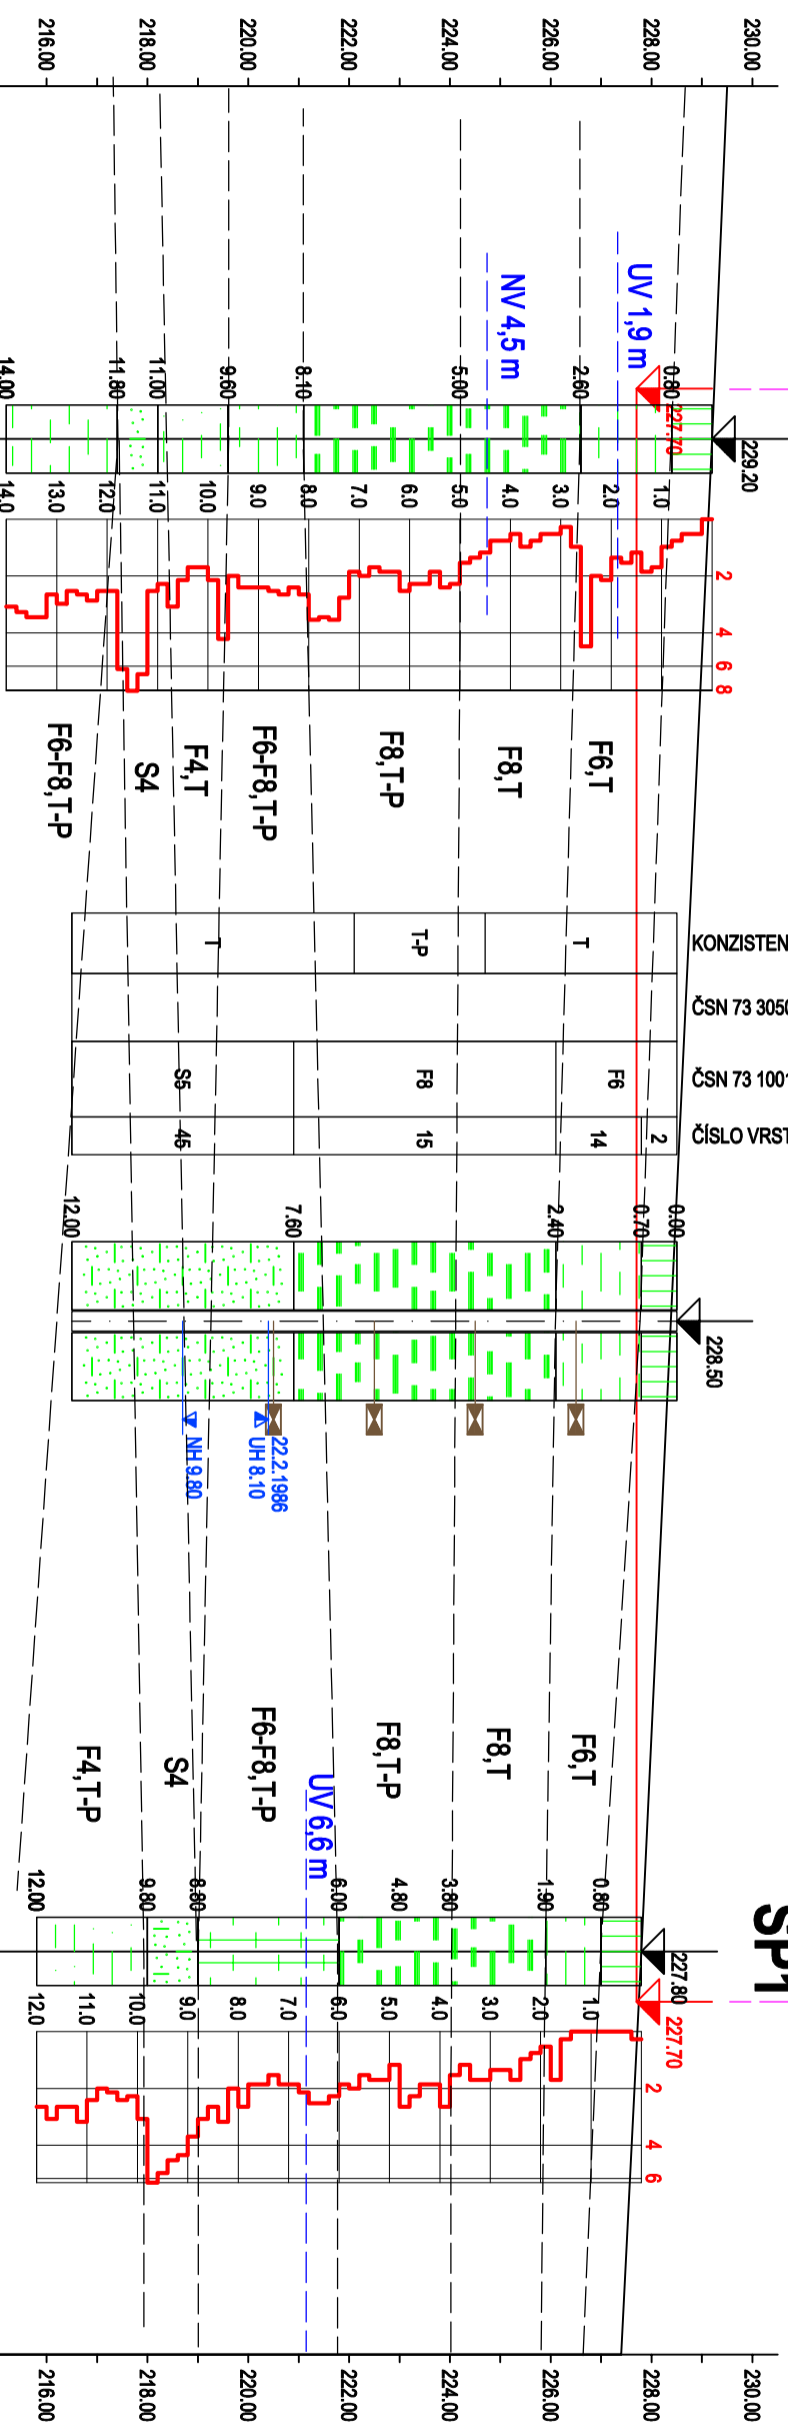 230.00
228.00
226.00
224.00
222.00
220.00
218.00
216.00
229.20
227.70
UV 1,9 m
NV 4,5 m
0.80
2.60
5.00
8.10
9.60
11.00
11.80
14.00
1.0
2.0
3.0
4.0
5.0
6.0
7.0
8.0
9.0
10.0
11.0
12.0
13.0
14.0
2
4
6
8
F6,T
F8,T
F8,T-P
F6-F8,T-P
F4,T
S4
F6-F8,T-P
KONZISTEN
T
T-P
T
ČSN 73 3050
ČSN 73 1001
F6
F8
S5
ČÍSLO VRST
2
14
15
45
228.50
0.00
0.70
2.40
7.60
12.00
22.2.1986
UH 8.10
NH 9.80
F6,T
F8,T
F8,T-P
F6-F8,T-P
S4
F4,T-P
UV 6,6 m
SP1
227.80
227.70
0.80
1.90
3.80
4.80
6.00
8.80
9.80
12.00
1.0
2.0
3.0
4.0
5.0
6.0
7.0
8.0
9.0
10.0
11.0
12.0
2
4
6
230.00
228.00
226.00
224.00
222.00
220.00
218.00
216.00